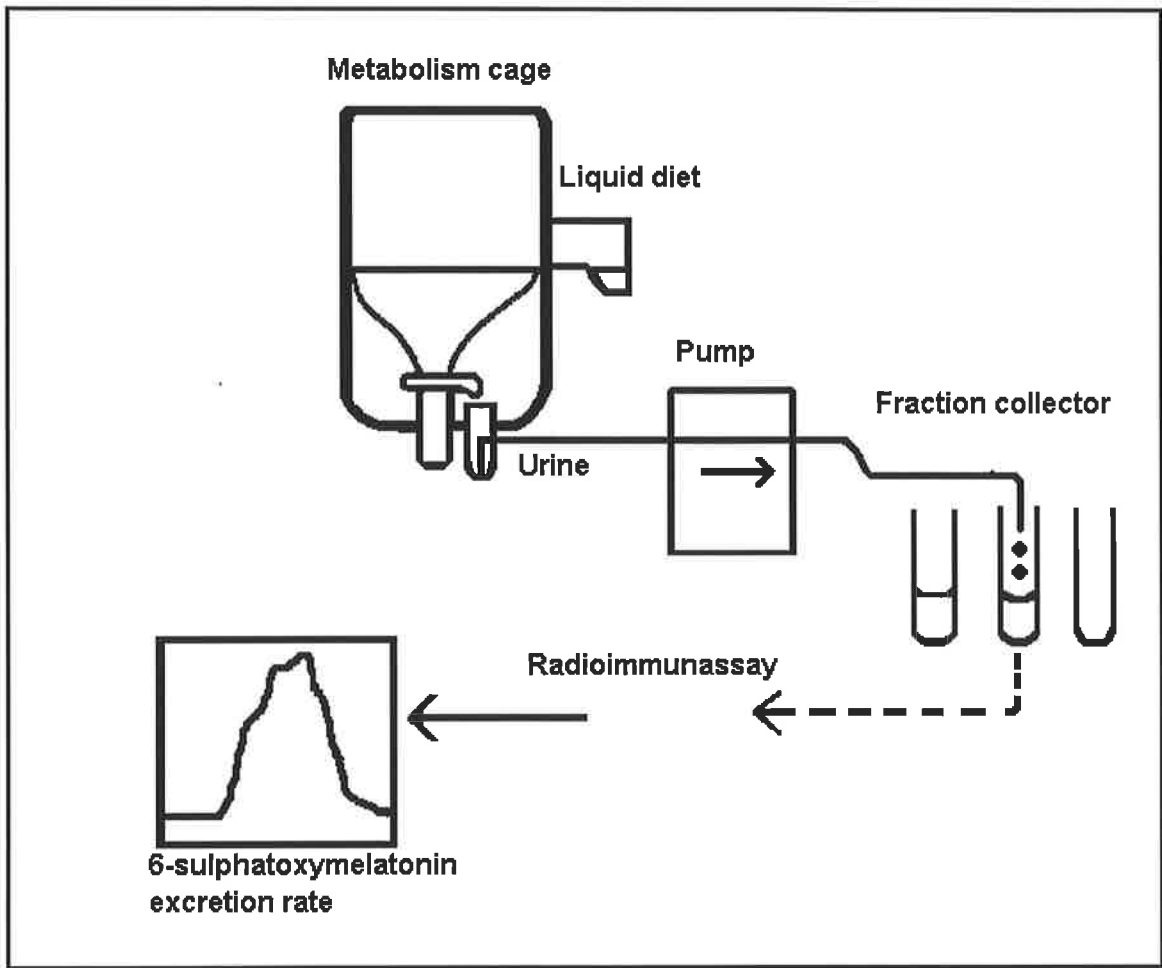 Metabolism cage
Liquid diet
Pump
Fraction collector
Urine
Radioimmunassay
6-sulphatoxymelatonin
excretion rate